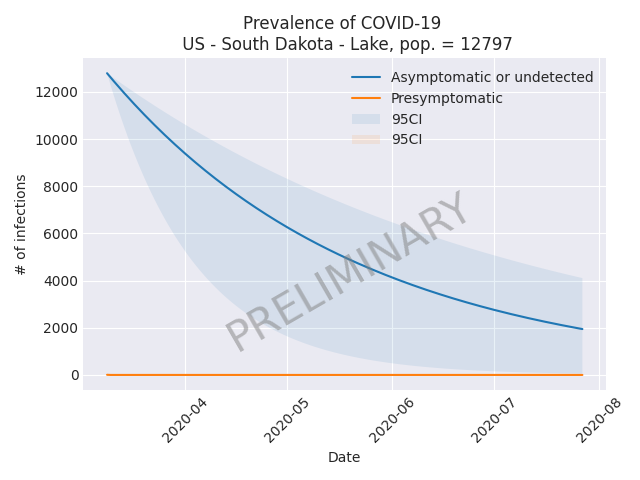 Prevalence of COVID-19
US - South Dakota - Lake, pop. = 12797
Asymptomatic or undetected
Presymptomatic
95CI
95CI
12000
10000
8000
6000
4000
2000
0
# of infections
PRELIMINARY
2020-04
2020-05
2020-06
2020-07
2020-08
Date